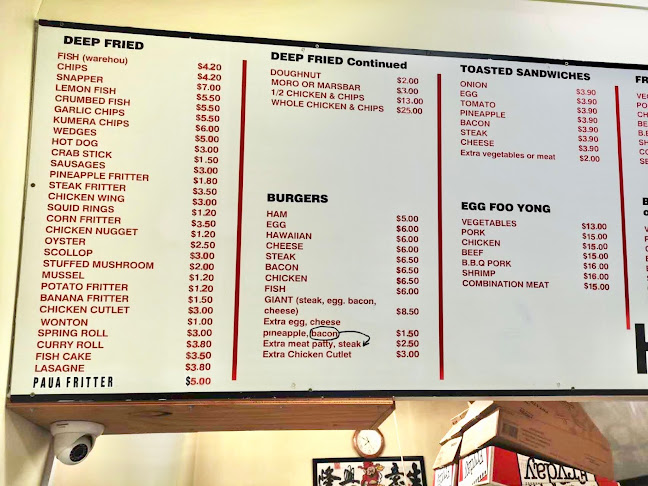 DEEP FRIED
FISH (warehou) $4.20
CHIPS $4.20
SNAPPER $7.00
LEMON FISH $5.50
CRUMBED FISH $5.50
GARLIC CHIPS $5.50
KUMERA CHIPS $6.00
WEDGES $5.00
HOT DOG $3.00
CRAB STICK $1.50
SAUSAGES $3.00
PINEAPPLE FRITTER $1.80
STEAK FRITTER $3.50
CHICKEN WING $3.00
SQUID RINGS $1.20
CORN FRITTER $3.50
CHICKEN NUGGET $1.20
OYSTER $2.50
SCOLLOP $3.00
STUFFED MUSHROOM $2.00
MUSSEL $1.20
POTATO FRITTER $1.20
BANANA FRITTER $1.50
CHICKEN CUTLET $3.00
WONTON $1.00
SPRING ROLL $3.00
CURRY ROLL $3.80
FISH CAKE $3.50
LASAGNE $3.80
PAUA FRITTER $5.00
DEEP FRIED Continued
DOUGHNUT $2.00
MORO OR MARSBAR $3.00
1/2 CHICKEN & CHIPS $13.00
WHOLE CHICKEN & CHIPS $25.00
BURGERS
HAM $5.00
EGG $6.00
HAWAIIAN $6.00
CHEESE $6.00
STEAK $6.50
BACON $6.50
CHICKEN $6.50
FISH $6.00
GIANT (steak, egg, bacon,
cheese) $8.50
Extra egg, cheese
pineapple, bacon $1.50
Extra meat patty, steak $2.50
Extra Chicken Cutlet $3.00
TOASTED SANDWICHES
ONION $3.90
EGG $3.90
TOMATO $3.90
PINEAPPLE $3.90
BACON $3.90
STEAK $3.90
CHEESE $3.90
Extra vegetables or meat $2.00
EGG FOO YONG
VEGETABLES $13.00
PORK $15.00
CHICKEN $15.00
BEEF $15.00
B.B.Q PORK $16.00
SHRIMP $16.00
COMBINATION MEAT $15.00